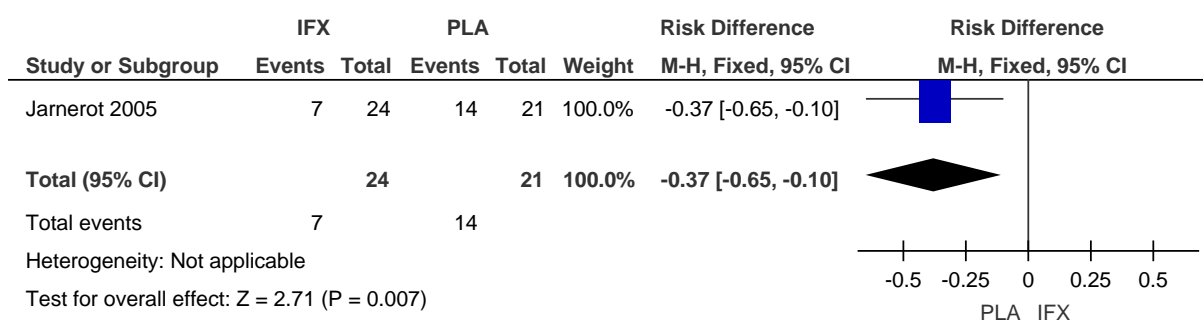 IFX PLA Risk Difference Risk Difference
Study or Subgroup Events Total Events Total Weight M-H, Fixed, 95% CI M-H, Fixed, 95% CI
Jarnerot 2005 7 24 14 21 100.0% -0.37 [-0.65, -0.10]
Total (95% CI) 24 21 100.0% -0.37 [-0.65, -0.10]
Total events 7 14
Heterogeneity: Not applicable
Test for overall effect: Z = 2.71 (P = 0.007)
-0.5 -0.25 0 0.25 0.5
PLA IFX